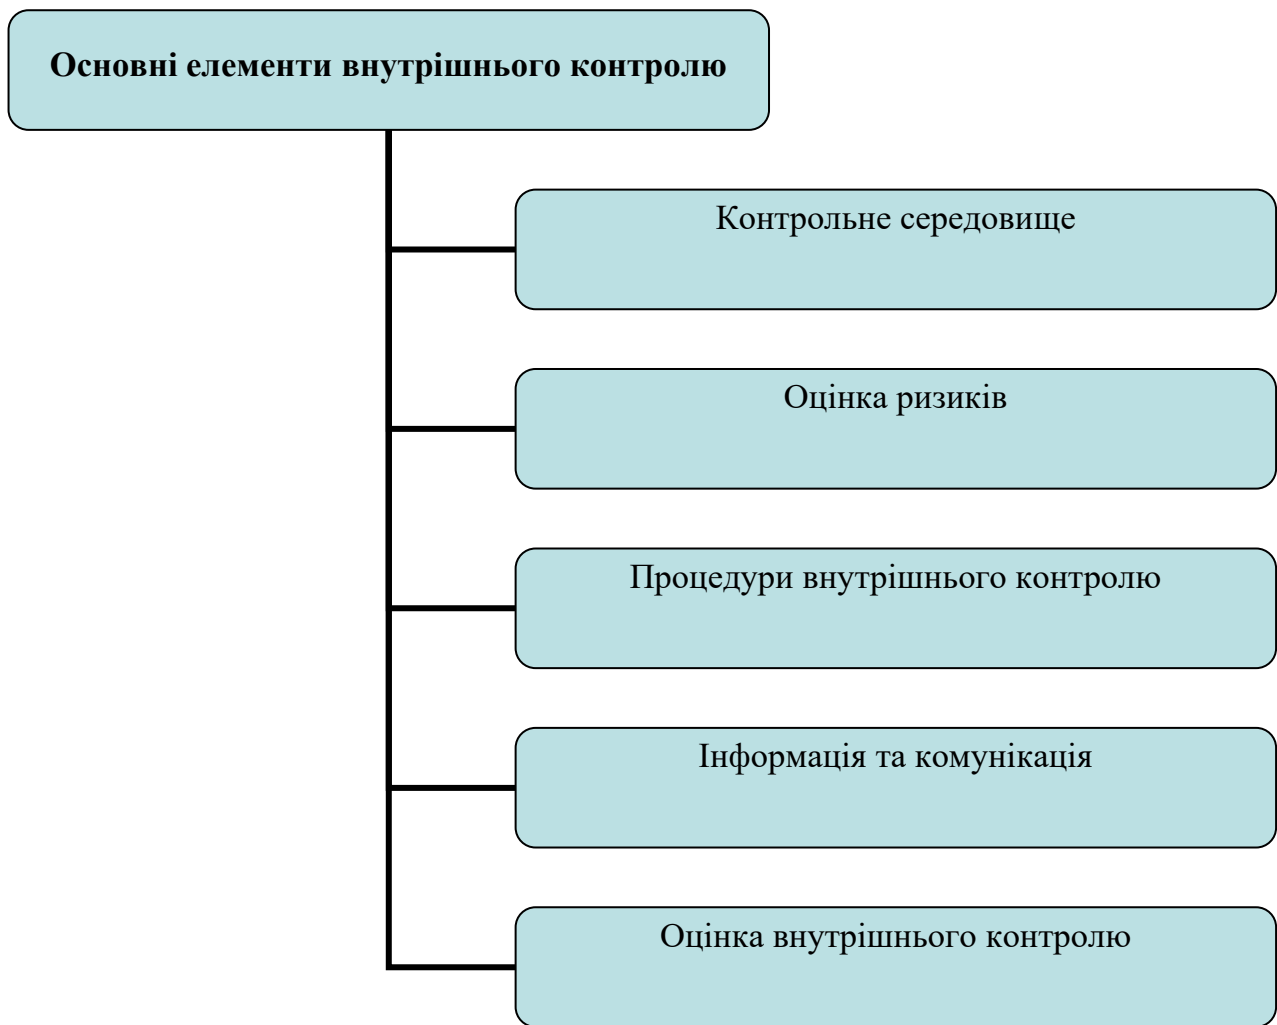 Основні елементи внутрішнього контролю
Контрольне середовище
Оцінка ризиків
Процедури внутрішнього контролю
Інформація та комунікація
Оцінка внутрішнього контролю